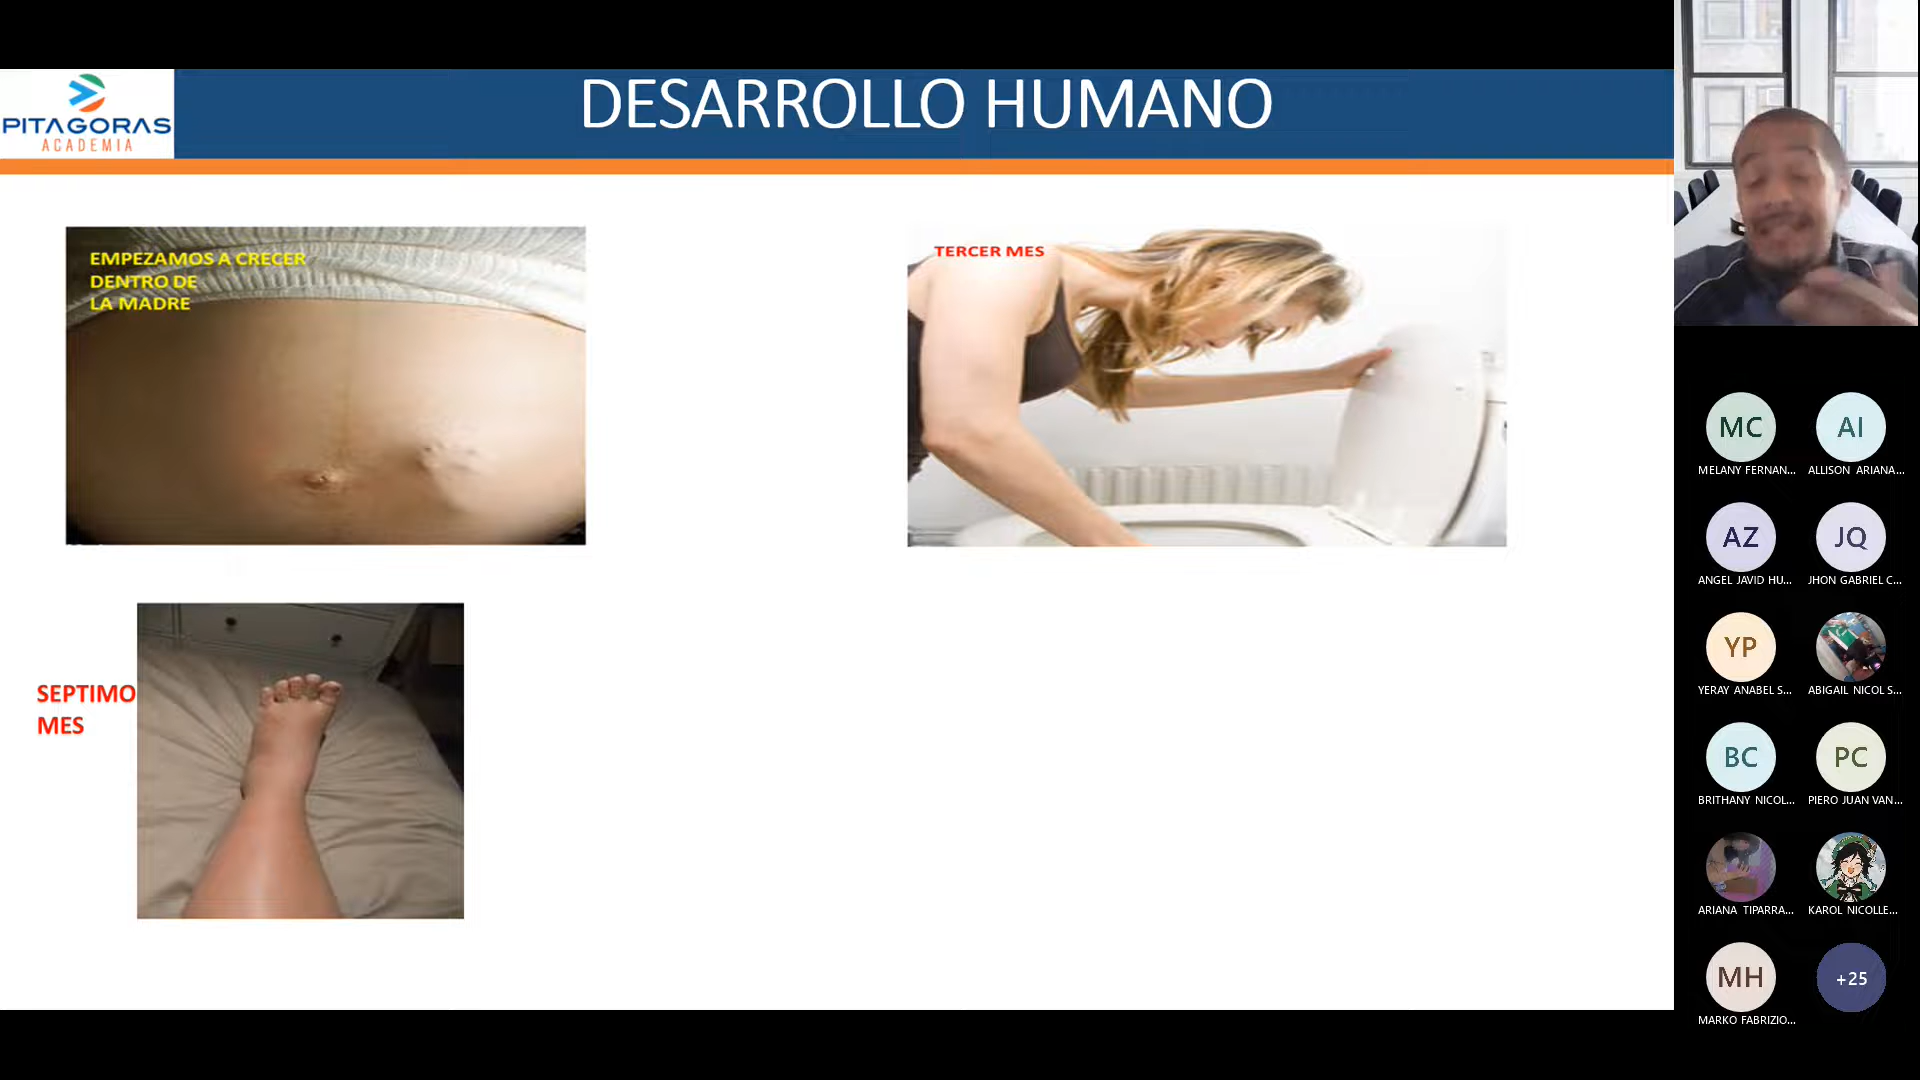 DESARROLLO HUMANO
PITAGORAS
ACADEMIA
EMPEZAMOS A CRECER
DENTRO DE
LA MADRE
TERCER MES
SEPTIMO
MES
MC
MELANY FERNAN...
AI
ALLISON ARIANA...
AZ
ANGEL JAVID HU...
JQ
JHON GABRIEL C...
YP
YERAY ANABEL S...
ABIGAIL NICOL S...
BC
BRITHANY NICOL...
PC
PIERO JUAN VAN...
ARIANA TIPARRA...
KAROL NICOLLE...
MH
MARKO FABRIZIO...
+25